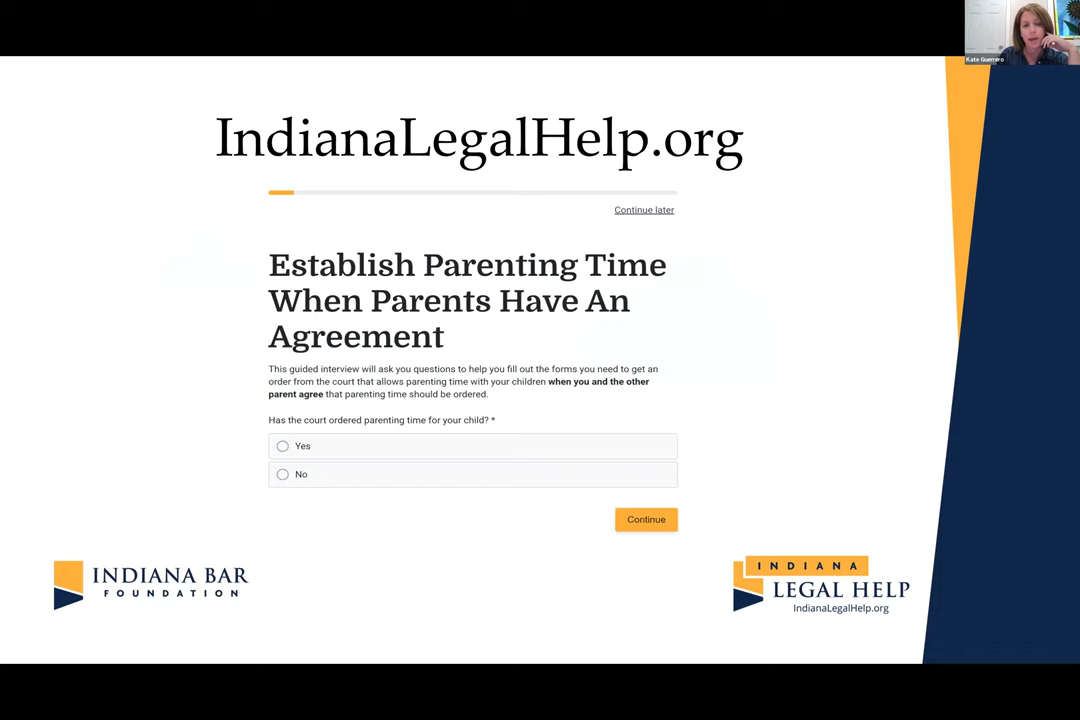 Kate Guerrero
IndianaLegalHelp.org
Continue later
Establish Parenting Time
When Parents Have An
Agreement
This guided interview will ask you questions to help you fill out the forms you need to get an
order from the court that allows parenting time with your children when you and the other
parent agree that parenting time should be ordered.
Has the court ordered parenting time for your child? *
Yes
No
Continue
INDIANA BAR
FOUNDATION
INDIANA
LEGAL HELP
IndianaLegalHelp.org